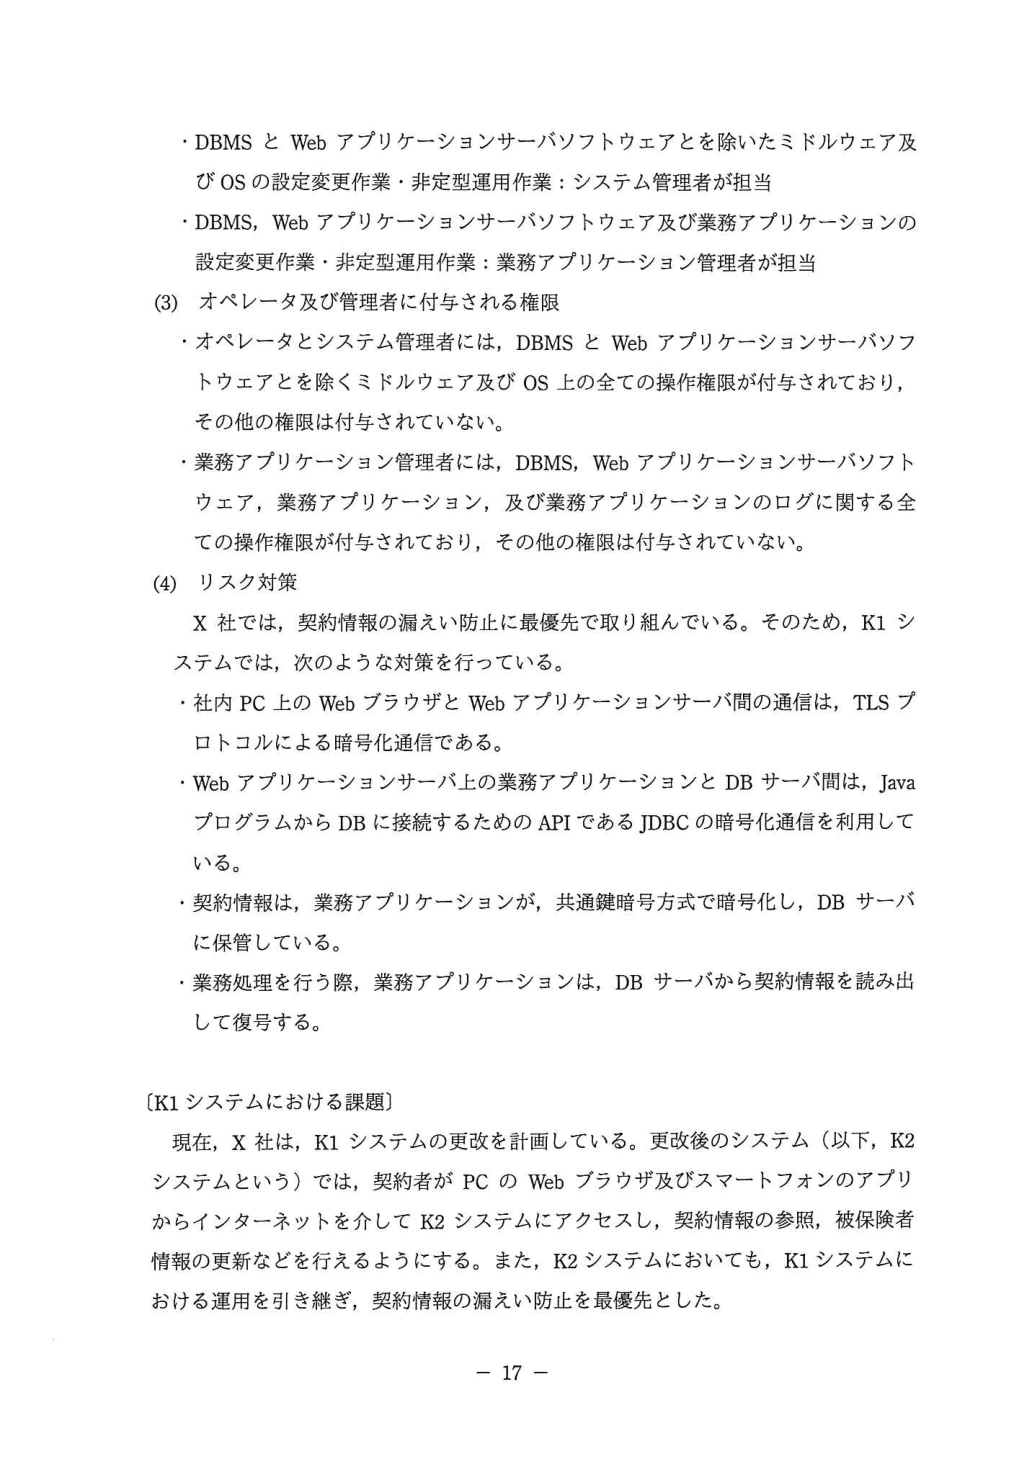 ・DBMS と Web アプリケーションサーバソフトウェアとを除いたミドルウェア及
び OS の設定変更作業・非定型運用作業：システム管理者が担当
・DBMS，Web アプリケーションサーバソフトウェア及び業務アプリケーションの
設定変更作業・非定型運用作業：業務アプリケーション管理者が担当
(3) オペレータ及び管理者に付与される権限
・オペレータとシステム管理者には，DBMS と Web アプリケーションサーバソフ
トウェアとを除くミドルウェア及び OS 上の全ての操作権限が付与されており，
その他の権限は付与されていない。
・業務アプリケーション管理者には，DBMS，Web アプリケーションサーバソフト
ウェア，業務アプリケーション，及び業務アプリケーションのログに関する全
ての操作権限が付与されており，その他の権限は付与されていない。
(4) リスク対策
X 社では，契約情報の漏えい防止に最優先で取り組んでいる。そのため，K1 シ
ステムでは，次のような対策を行っている。
・社内 PC 上の Web ブラウザと Web アプリケーションサーバ間の通信は，TLS プ
ロトコルによる暗号化通信である。
・Web アプリケーションサーバ上の業務アプリケーションと DB サーバ間は，Java
プログラムから DB に接続するための API である JDBC の暗号化通信を利用して
いる。
・契約情報は，業務アプリケーションが，共通鍵暗号方式で暗号化し，DB サーバ
に保管している。
・業務処理を行う際，業務アプリケーションは，DB サーバから契約情報を読み出
して復号する。
〔K1 システムにおける課題〕
現在，X 社は，K1 システムの更改を計画している。更改後のシステム（以下，K2
システムという）では，契約者が PC の Web ブラウザ及びスマートフォンのアプリ
からインターネットを介して K2 システムにアクセスし，契約情報の参照，被保険者
情報の更新などを行えるようにする。また，K2 システムにおいても，K1 システムに
おける運用を引き継ぎ，契約情報の漏えい防止を最優先とした。
－ 17 －